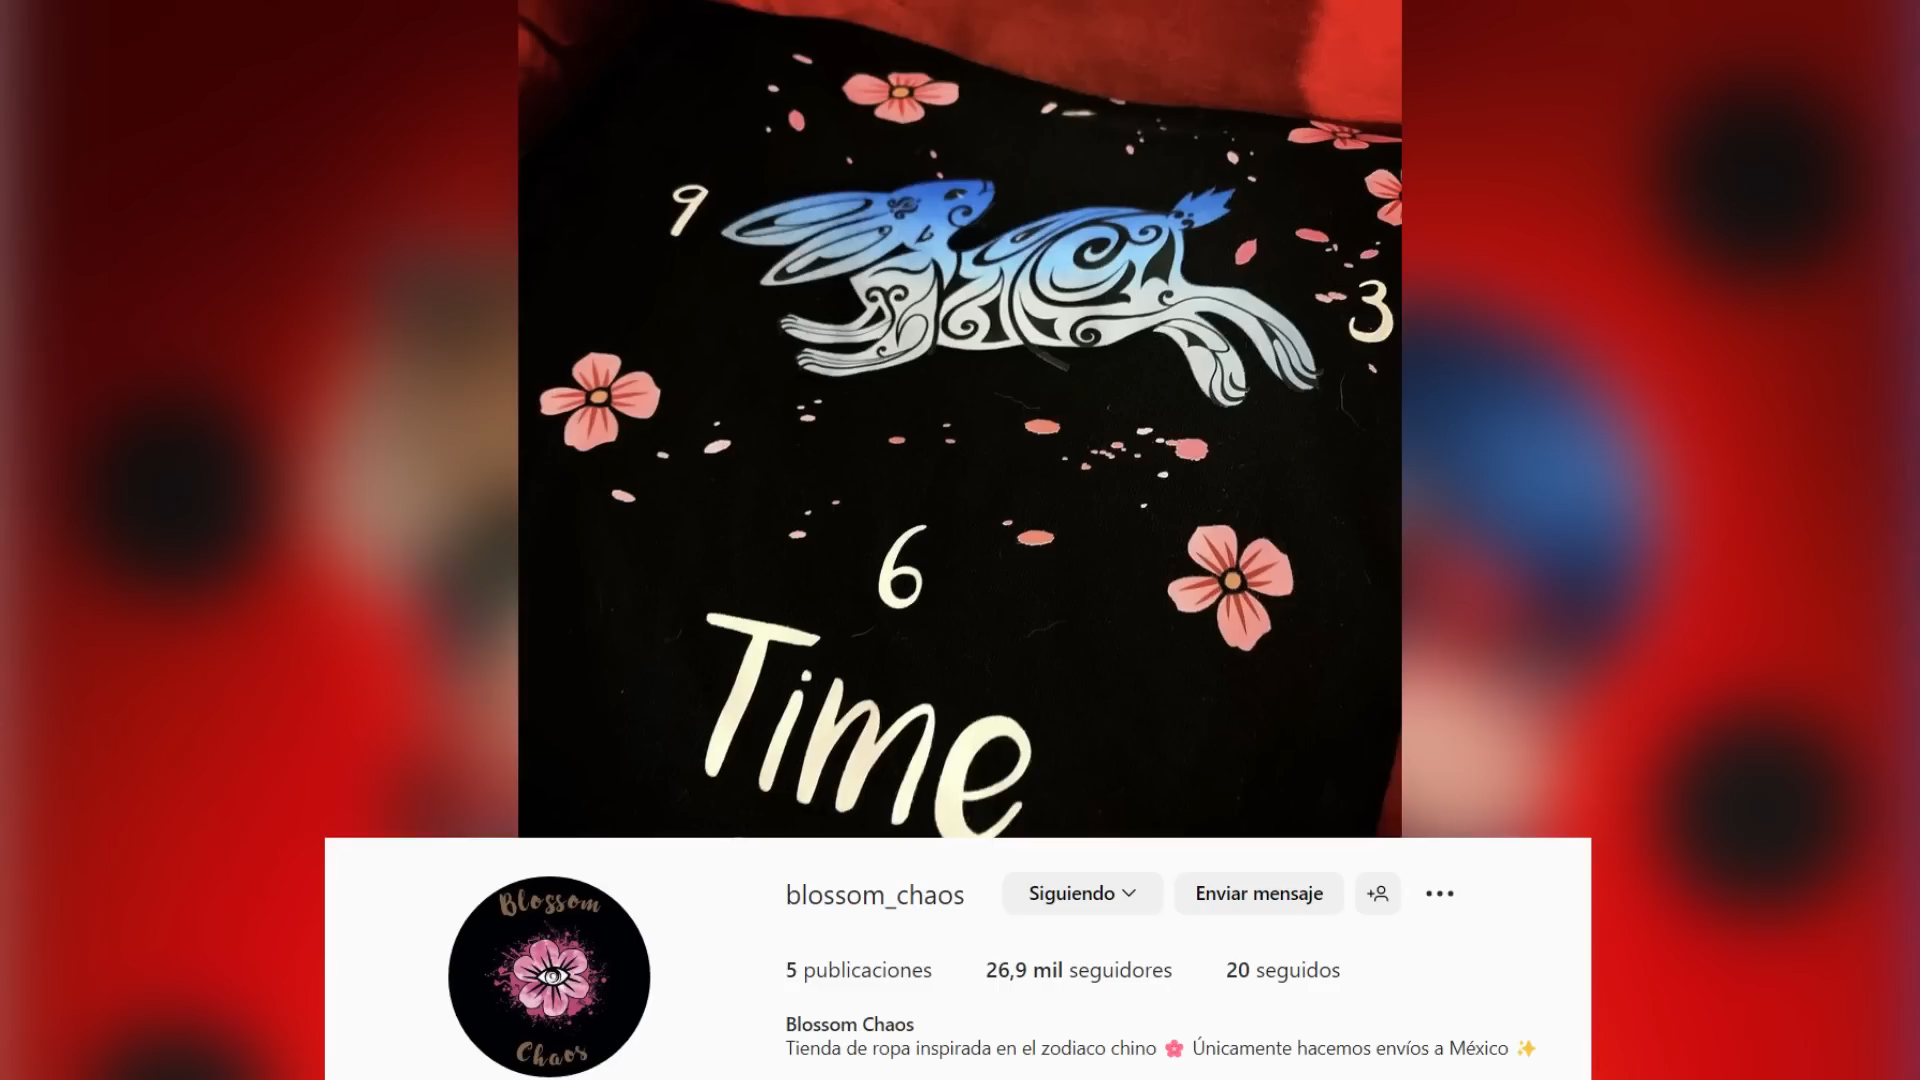 9
3
6
Time
Blossom
Chaos
blossom_chaos
Siguiendo
Enviar mensaje
5 publicaciones
26,9 mil seguidores
20 seguidos
Blossom Chaos
Tienda de ropa inspirada en el zodiaco chino 🌸 Únicamente hacemos envíos a México ✨